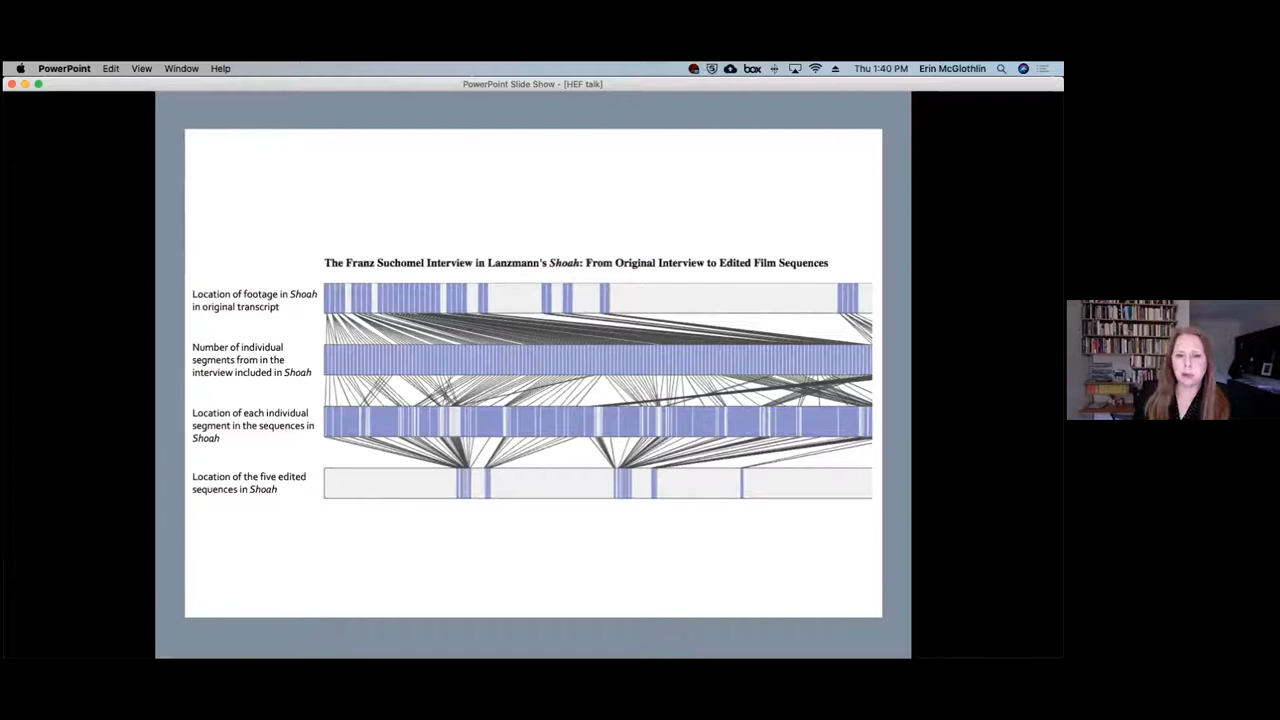 PowerPoint Edit View Window Help box Thu 1:40 PM Erin McGlothlin
PowerPoint Slide Show - [HEF talk]
The Franz Suchomel Interview in Lanzmann's Shoah: From Original Interview to Edited Film Sequences
Location of footage in Shoah
in original transcript
Number of individual
segments from in the
interview included in Shoah
Location of each individual
segment in the sequences in
Shoah
Location of the five edited
sequences in Shoah